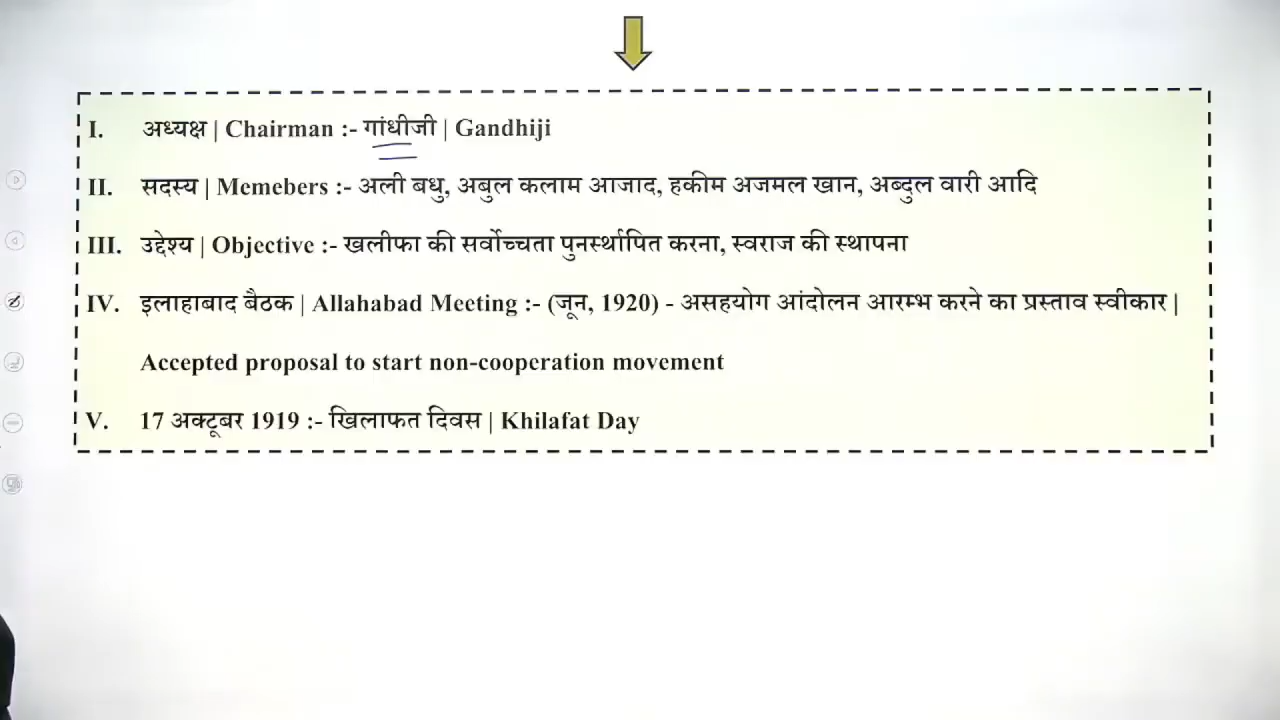 I. अध्यक्ष | Chairman :- गांधीजी | Gandhiji
II. सदस्य | Memebers :- अली बधु, अबुल कलाम आजाद, हकीम अजमल खान, अब्दुल वारी आदि
III. उद्देश्य | Objective :- खलीफा की सर्वोच्चता पुनर्स्थापित करना, स्वराज की स्थापना
IV. इलाहाबाद बैठक | Allahabad Meeting :- (जून, 1920) - असहयोग आंदोलन आरम्भ करने का प्रस्ताव स्वीकार |
Accepted proposal to start non-cooperation movement
V. 17 अक्टूबर 1919 :- खिलाफत दिवस | Khilafat Day